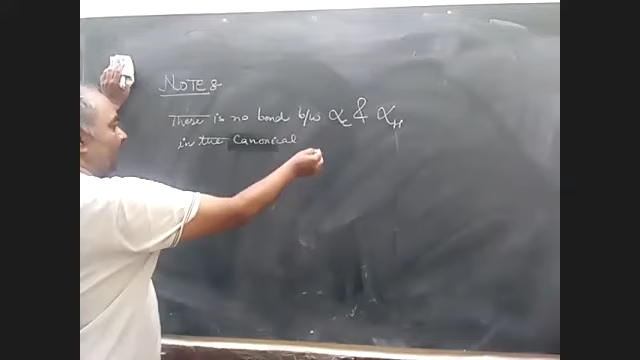 NOTE :-
There is no bond b/w αc & αH
in the Canonical